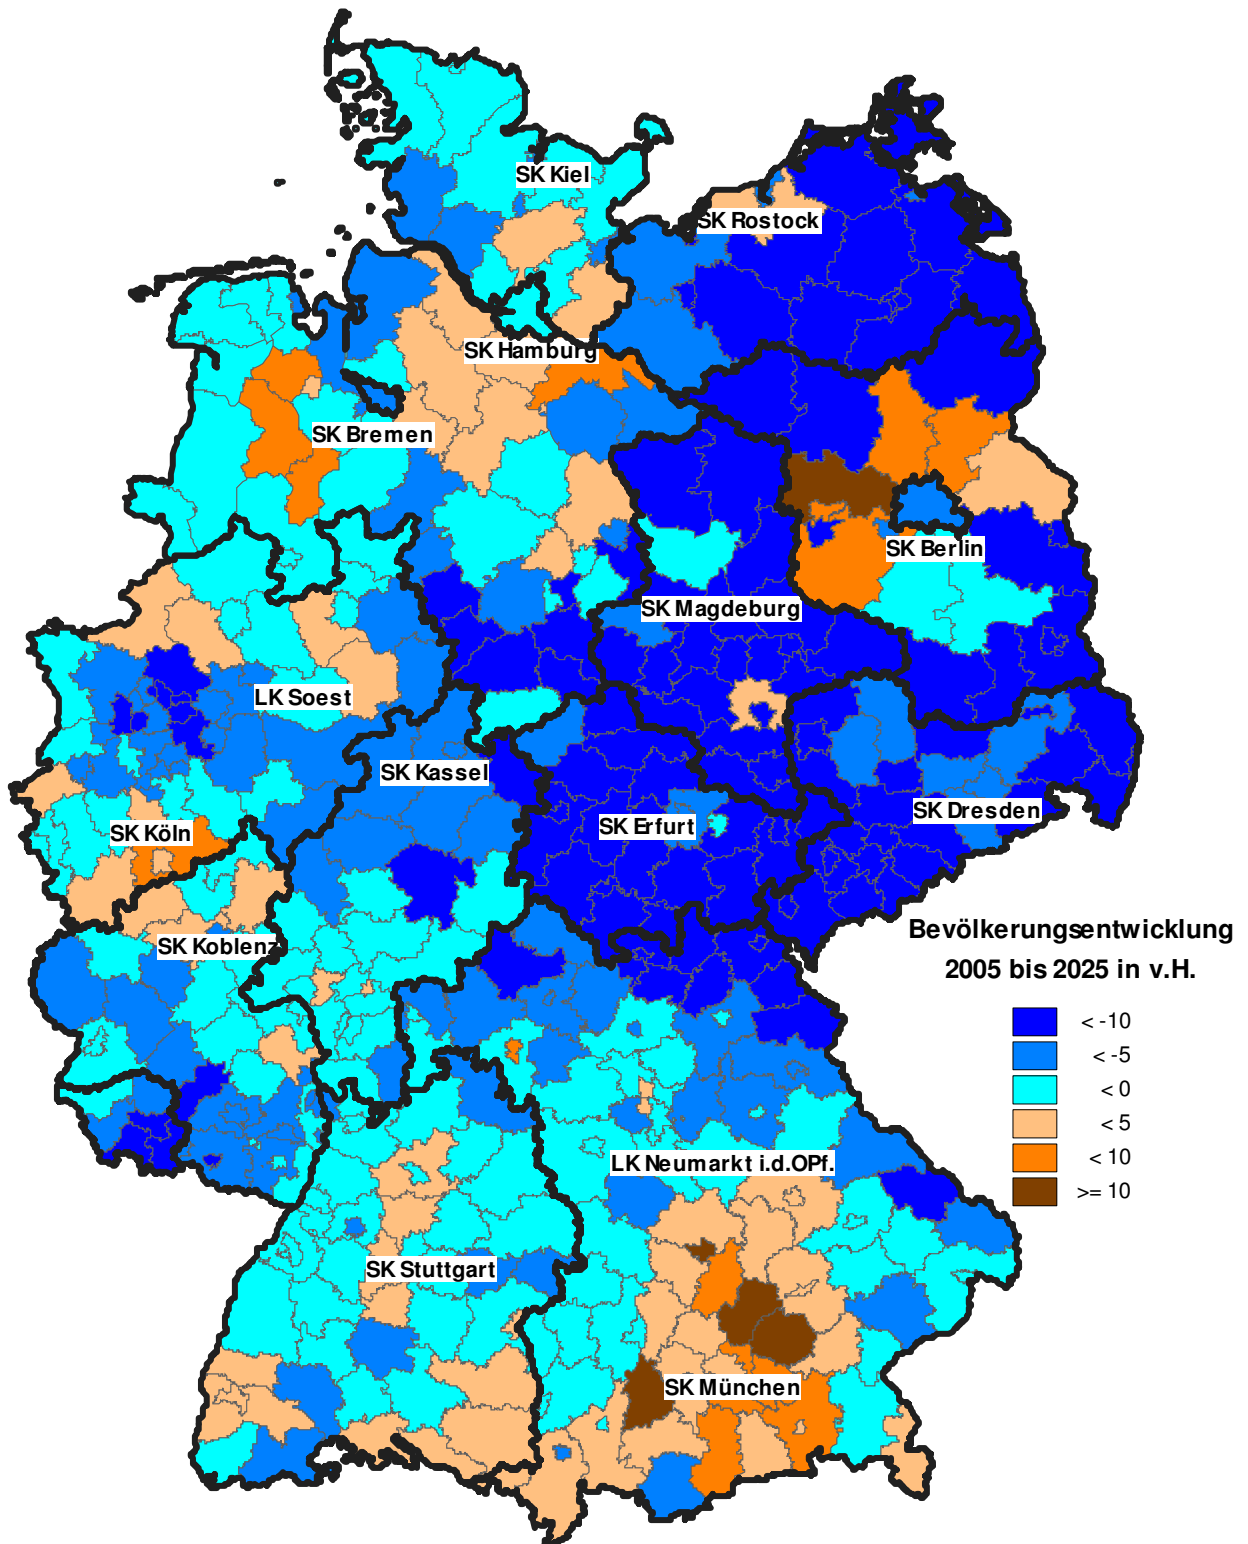 SK Kiel
SK Rostock
SK Hamburg
SK Bremen
SK Berlin
SK Magdeburg
LK Soest
SK Kassel
SK Köln
SK Erfurt
SK Dresden
SK Koblenz
Bevölkerungsentwicklung
2005 bis 2025 in v.H.
< -10
< -5
< 0
< 5
< 10
>= 10
LK Neumarkt i.d.OPf.
SK Stuttgart
SK München